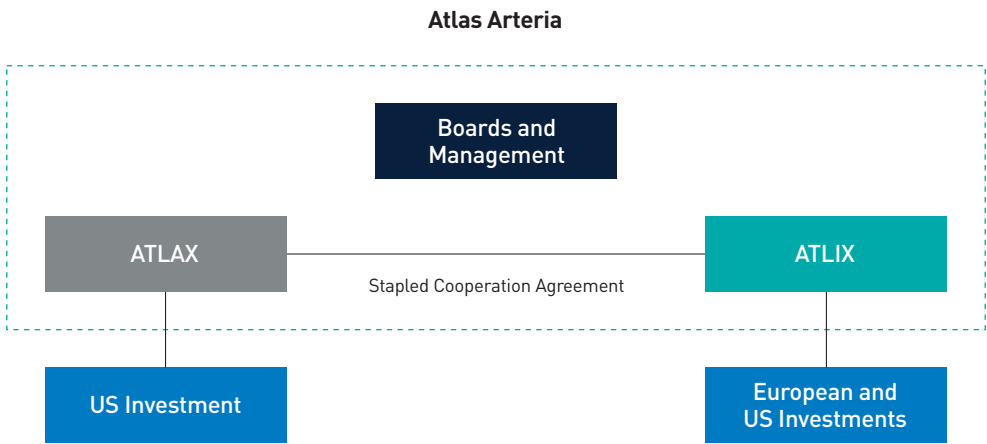 Atlas Arteria
Boards and
Management
ATLAX
ATLIX
Stapled Cooperation Agreement
US Investment
European and
US Investments